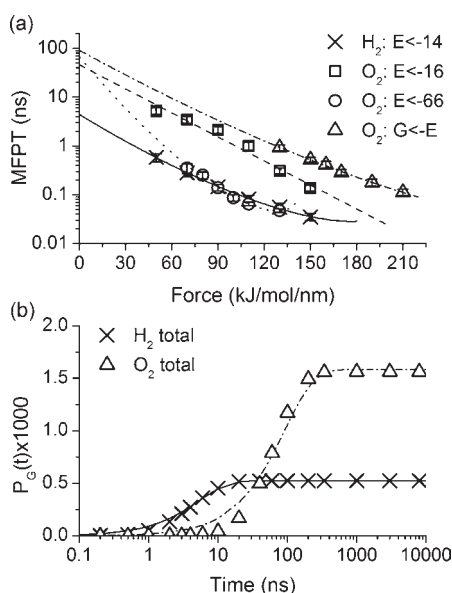 (a)
100
10
1
0.1
0.01
MFPT (ns)
H2: E<-14
O2: E<-16
O2: E<-66
O2: G<-E
0 30 60 90 120 150 180 210
Force (kJ/mol/nm)
(b)
2.0
1.5
1.0
0.5
0.0
PG(t)x1000
H2 total
O2 total
0.1 1 10 100 1000 10000
Time (ns)